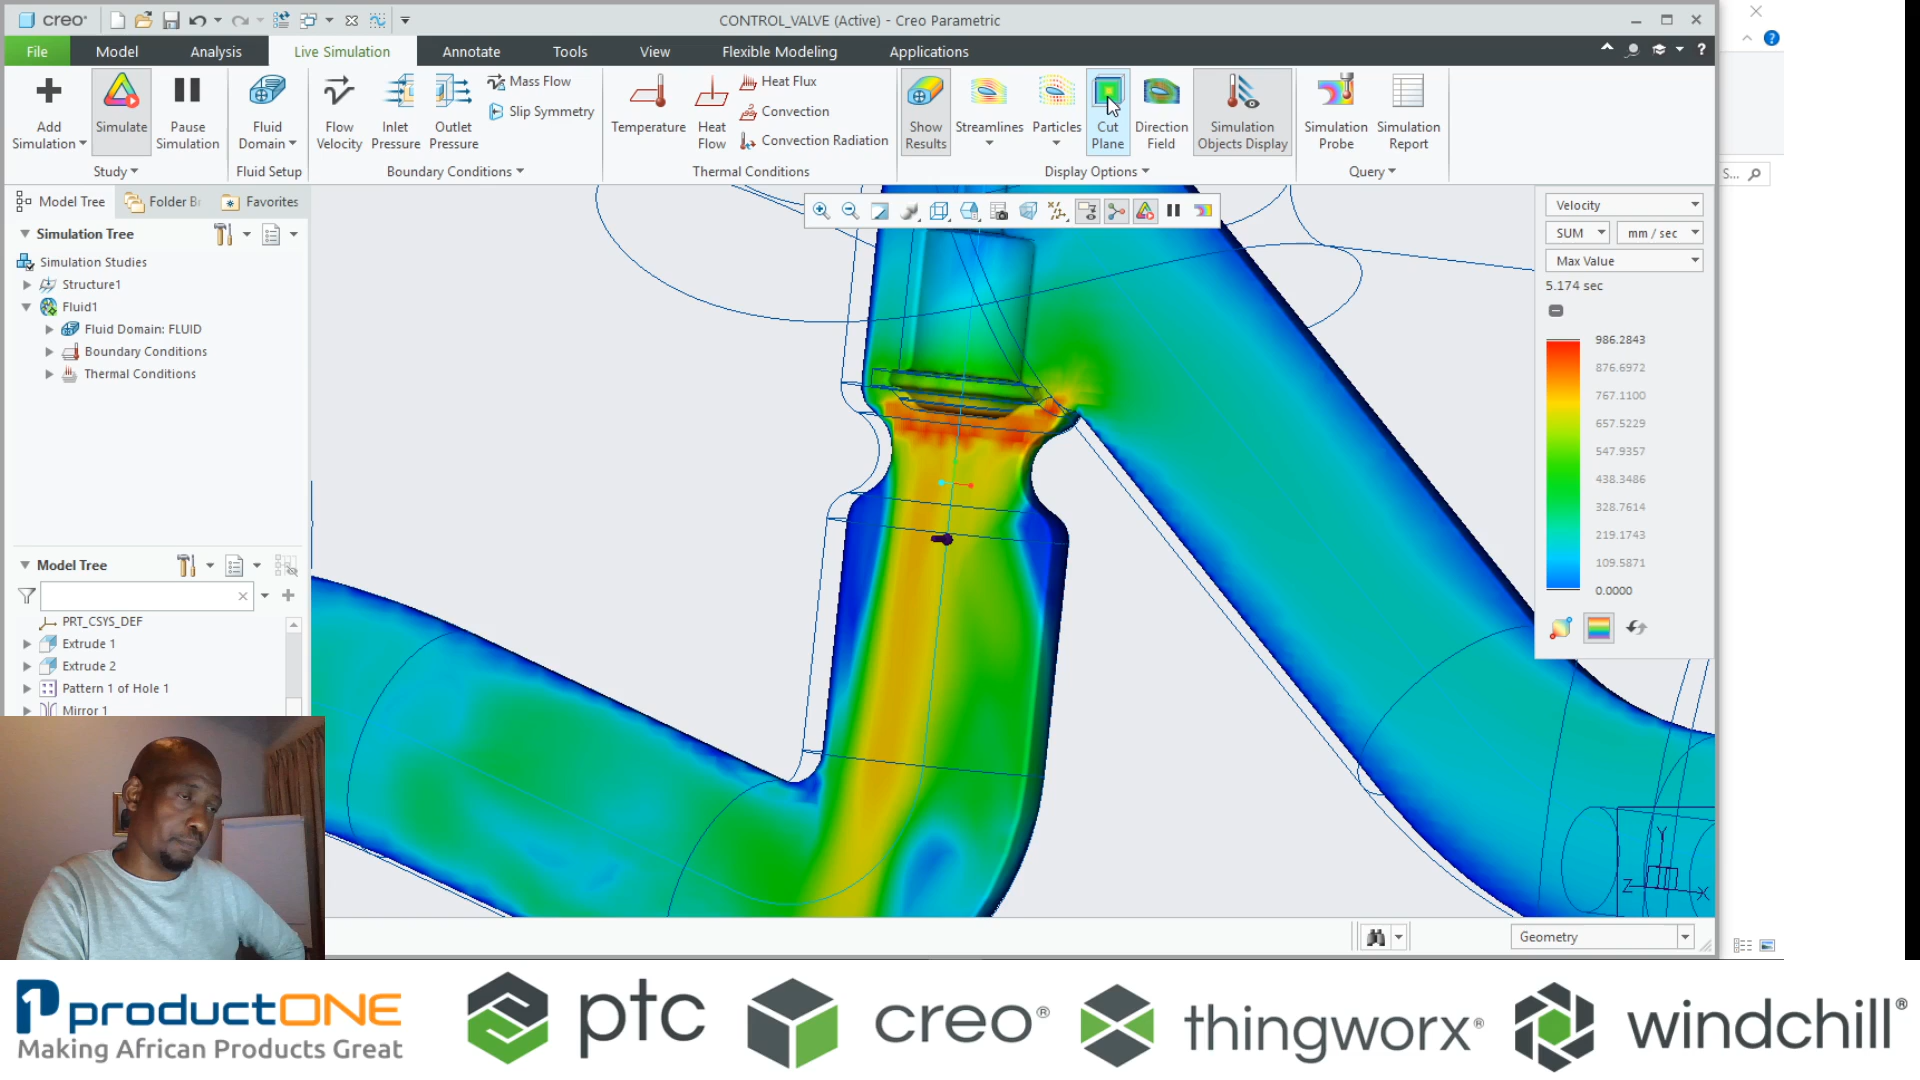 creo®
CONTROL_VALVE (Active) - Creo Parametric
File
Model
Analysis
Live Simulation
Annotate
Tools
View
Flexible Modeling
Applications
Add Simulation
Simulate
Pause Simulation
Study
Fluid Domain
Fluid Setup
Flow Velocity
Inlet Pressure
Outlet Pressure
Mass Flow
Slip Symmetry
Boundary Conditions
Temperature
Heat Flow
Heat Flux
Convection
Convection Radiation
Thermal Conditions
Show Results
Streamlines
Particles
Cut Plane
Direction Field
Simulation Objects Display
Display Options
Simulation Probe
Simulation Report
Query
S...
Model Tree
Folder B
Favorites
Simulation Tree
Simulation Studies
Structure1
Fluid1
Fluid Domain: FLUID
Boundary Conditions
Thermal Conditions
Model Tree
PRT_CSYS_DEF
Extrude 1
Extrude 2
Pattern 1 of Hole 1
Mirror 1
Velocity
SUM
mm / sec
Max Value
5.174 sec
986.2843
876.6972
767.1100
657.5229
547.9357
438.3486
328.7614
219.1743
109.5871
0.0000
Y
Z
X
Geometry
productONE
Making African Products Great
ptc
creo®
thingworx®
windchill®